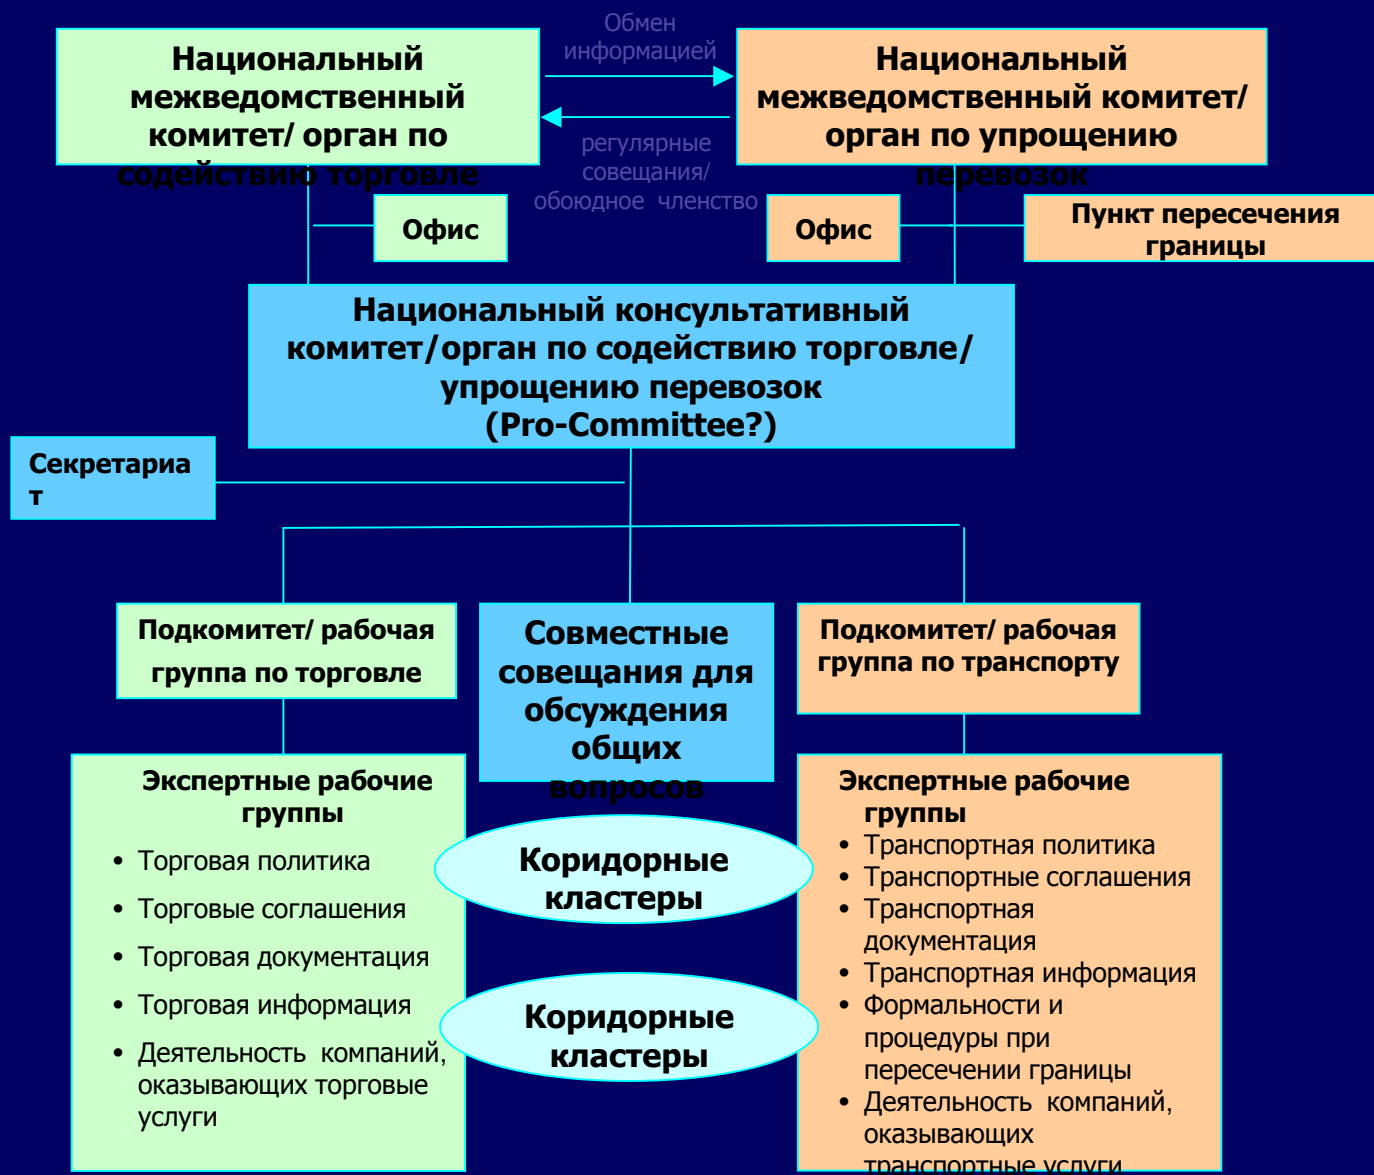 Обмен
информацией
Национальный
межведомственный
комитет/ орган по
содействию торговле
Национальный
межведомственный комитет/
орган по упрощению
перевозок
регулярные
совещания/
обоюдное членство
Офис
Офис
Пункт пересечения
границы
Национальный консультативный
комитет/орган по содействию торговле/
упрощению перевозок
(Pro-Committee?)
Секретариа
т
Подкомитет/ рабочая
группа по торговле
Совместные
совещания для
обсуждения
общих
вопросов
Подкомитет/ рабочая
группа по транспорту
Экспертные рабочие
группы
• Торговая политика
• Торговые соглашения
• Торговая документация
• Торговая информация
• Деятельность компаний,
оказывающих торговые
услуги
Коридорные
кластеры
Коридорные
кластеры
Экспертные рабочие
группы
• Транспортная политика
• Транспортные соглашения
• Транспортная
документация
• Транспортная информация
• Формальности и
процедуры при
пересечении границы
• Деятельность компаний,
оказывающих
транспортные услуги